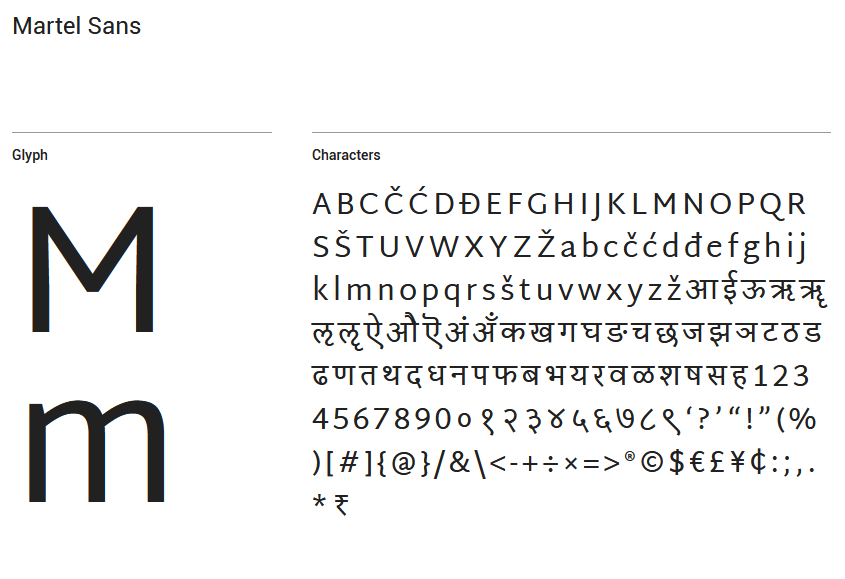 Martel Sans
Glyph
Characters
M
m
A B C Č Ć D Đ E F G H I J K L M N O P Q R
S Š T U V W X Y Z Ž a b c č ć d đ e f g h i j
k l m n o p q r s š t u v w x y z ž आ ई ऊ ऋ ॠ
ऌ ॡ ऐ औ ऎ अं अँ क ख ग घ ङ च छ ज झ ञ ट ठ ड
ढ ण त थ द ध न प फ ब भ य र व ळ श ष स ह 1 2 3
4 5 6 7 8 9 0 ० १ २ ३ ४ ५ ६ ७ ८ ९ ‘ ? ’ “ ! ” ( %
) [ # ] { @ } / & \ < - + ÷ × = > ® © $ € £ ¥ ¢ : ; , .
* ₹